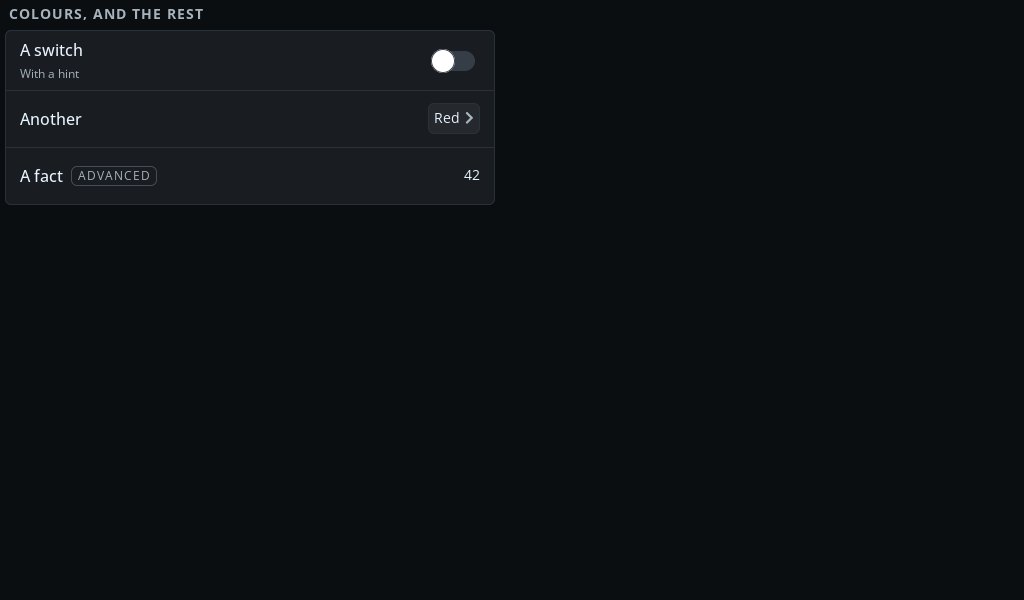 COLOURS, AND THE REST
A switch
With a hint
Another
Red
A fact ADVANCED
42